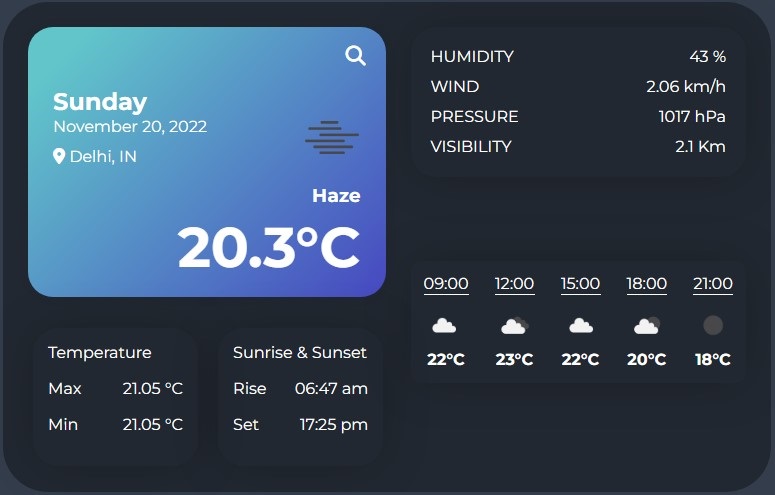 Sunday
November 20, 2022
Delhi, IN
Haze
20.3°C
HUMIDITY 43 %
WIND 2.06 km/h
PRESSURE 1017 hPa
VISIBILITY 2.1 Km
09:00 12:00 15:00 18:00 21:00
22°C 23°C 22°C 20°C 18°C
Temperature
Max 21.05 °C
Min 21.05 °C
Sunrise & Sunset
Rise 06:47 am
Set 17:25 pm